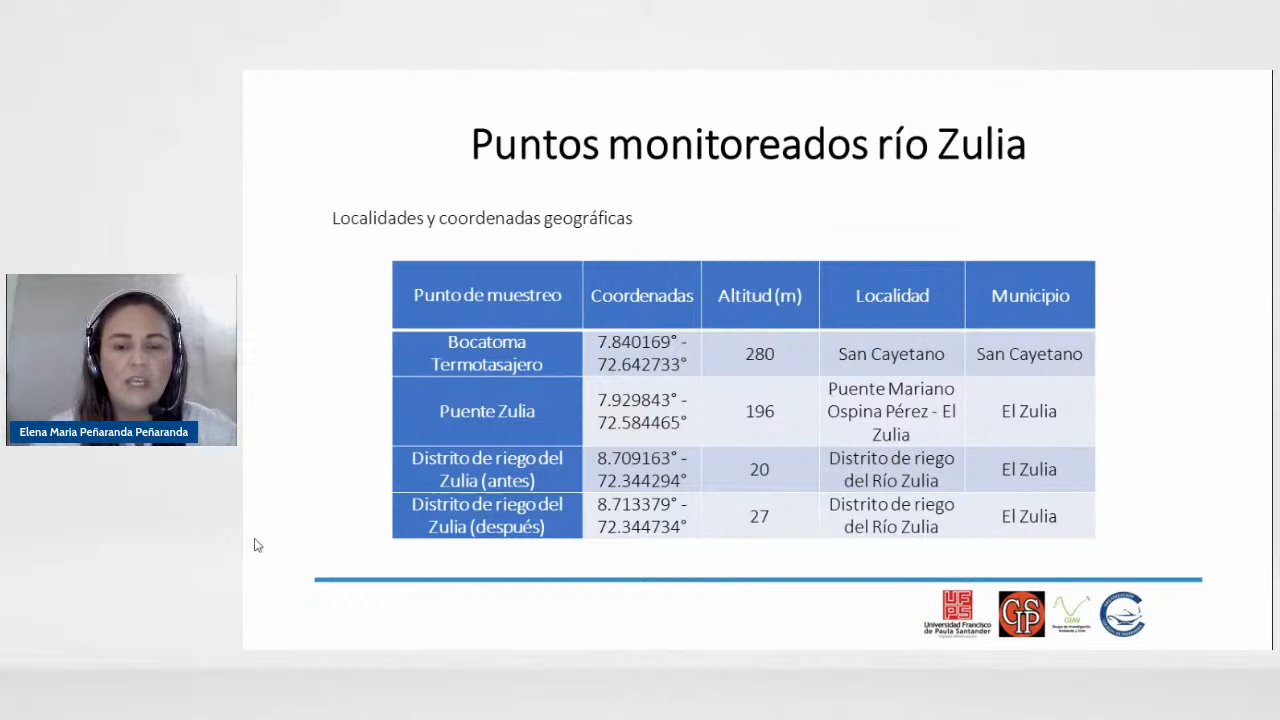 Puntos monitoreados río Zulia
Localidades y coordenadas geográficas
Punto de muestreo Coordenadas Altitud (m) Localidad Municipio
Bocatoma Termotasajero 7.840169° - 72.642733° 280 San Cayetano San Cayetano
Puente Zulia 7.929843° - 72.584465° 196 Puente Mariano Ospina Pérez - El Zulia El Zulia
Distrito de riego del Zulia (antes) 8.709163° - 72.344294° 20 Distrito de riego del Río Zulia El Zulia
Distrito de riego del Zulia (después) 8.713379° - 72.344734° 27 Distrito de riego del Río Zulia El Zulia
Elena Maria Peñaranda Peñaranda
UFPS
Universidad Francisco
de Paula Santander
GIAV